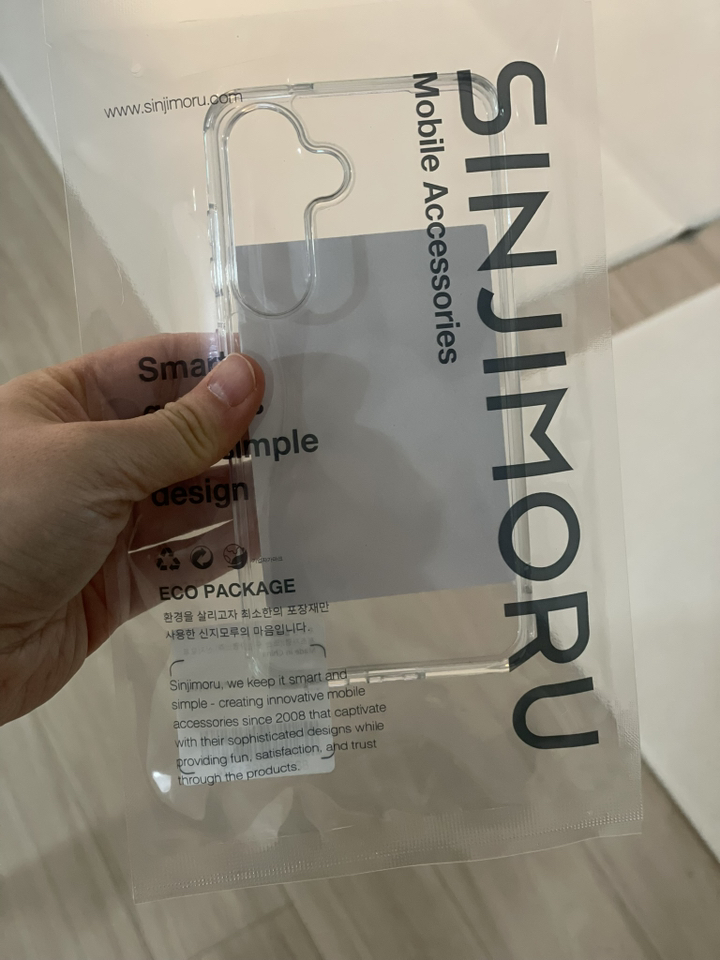 www.sinjimoru.com
SINJIMORU
Mobile Accessories
Smar
simple
design
ECO PACKAGE
환경을 살리고자 최소한의 포장재만
사용한 신지모루의 마음입니다.
Sinjimoru, we keep it smart and
simple - creating innovative mobile
accessories since 2008 that captivate
with their sophisticated designs while
providing fun, satisfaction, and trust
through the products.